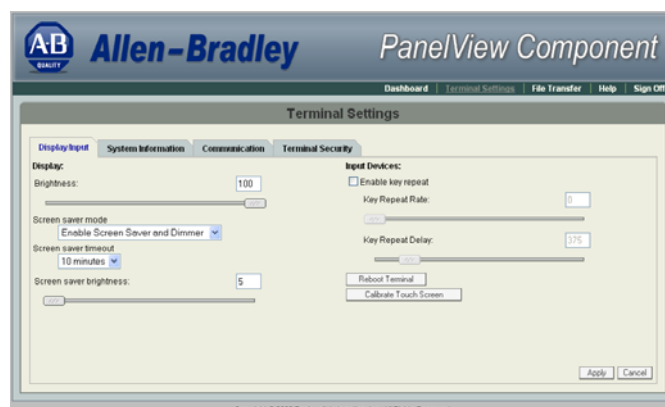 AB
QUALITY
Allen-Bradley
PanelView Component
Dashboard | Terminal Settings | File Transfer | Help | Sign Off
Terminal Settings
Display/Input
System Information
Communication
Terminal Security
Display:
Brightness: 100
Screen saver mode
Enable Screen Saver and Dimmer
Screen saver timeout
10 minutes
Screen saver brightness: 5
Input Devices:
Enable key repeat
Key Repeat Rate: 0
Key Repeat Delay: 375
Reboot Terminal
Calibrate Touch Screen
Apply Cancel